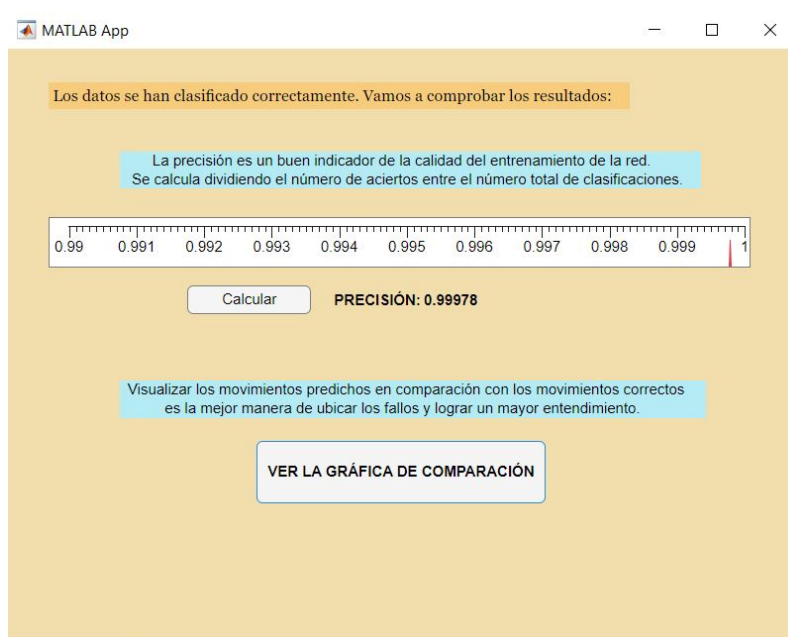 MATLAB App
Los datos se han clasificado correctamente. Vamos a comprobar los resultados:
La precisión es un buen indicador de la calidad del entrenamiento de la red.
Se calcula dividiendo el número de aciertos entre el número total de clasificaciones.
0.99 0.991 0.992 0.993 0.994 0.995 0.996 0.997 0.998 0.999 1
Calcular PRECISIÓN: 0.99978
Visualizar los movimientos predichos en comparación con los movimientos correctos
es la mejor manera de ubicar los fallos y lograr un mayor entendimiento.
VER LA GRÁFICA DE COMPARACIÓN